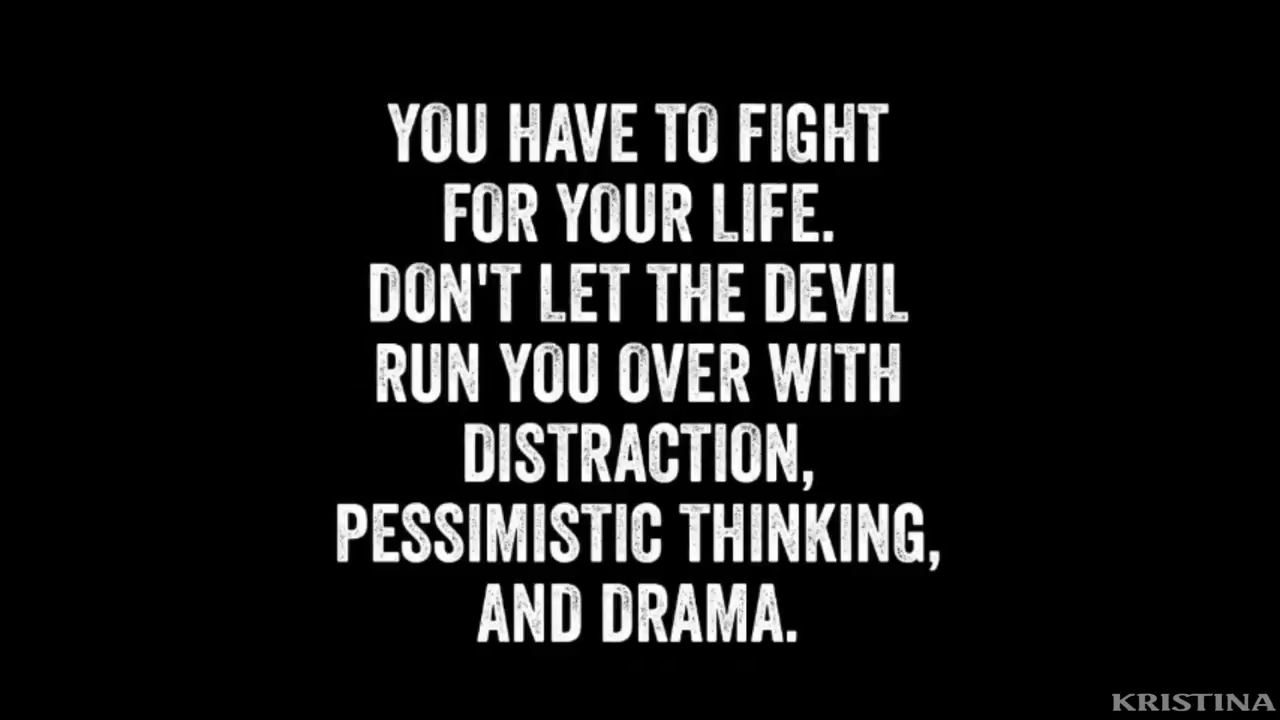 YOU HAVE TO FIGHT
FOR YOUR LIFE.
DON'T LET THE DEVIL
RUN YOU OVER WITH
DISTRACTION,
PESSIMISTIC THINKING,
AND DRAMA.
KRISTINA